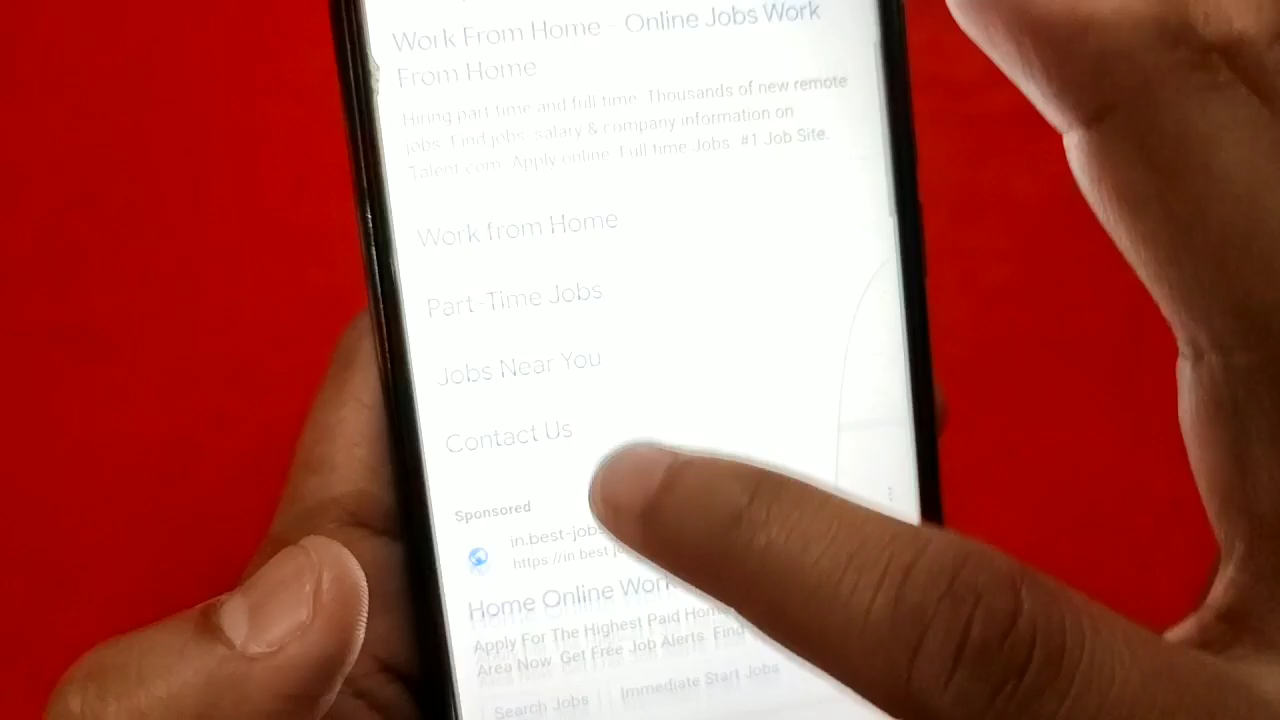 Work From Home - Online Jobs Work
From Home
Hiring part time and full time. Thousands of new remote
jobs. Find jobs, salary & company information on
Talent.com. Apply online. Full time Jobs. #1 Job Site.
Work from Home
Part-Time Jobs
Jobs Near You
Contact Us
Sponsored
in.best-jobs
https://in.best
Home Online Work
Apply For The Highest Paid Home
Area Now. Get Free Job Alerts. Find
Search Jobs
Immediate Start Jobs